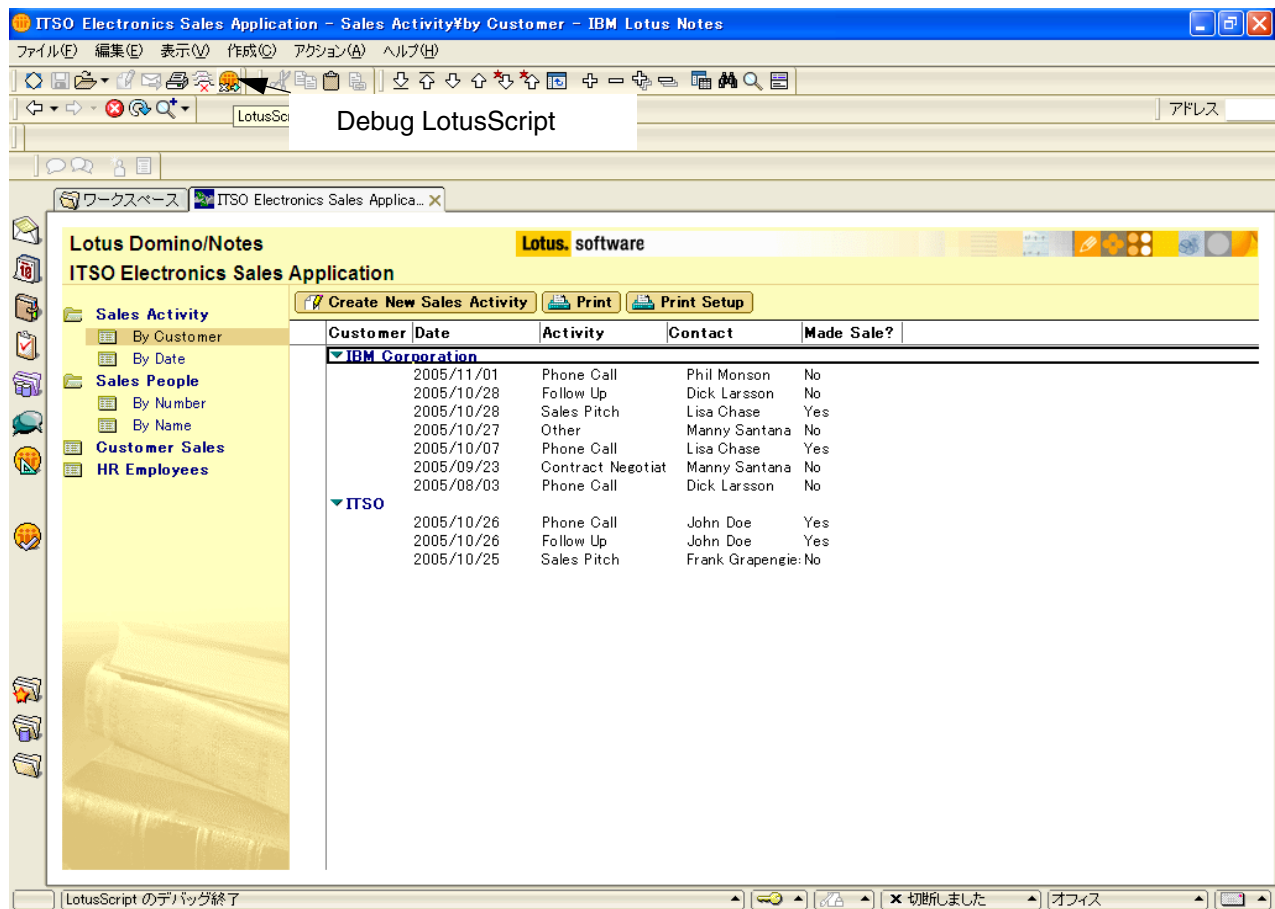 ITSO Electronics Sales Application - Sales Activity¥by Customer - IBM Lotus Notes
ファイル(F) 編集(E) 表示(V) 作成(C) アクション(A) ヘルプ(H)
アドレス
LotusSc
Debug LotusScript
ワークスペース ITSO Electronics Sales Applica...
Lotus Domino/Notes
Lotus. software
ITSO Electronics Sales Application
Create New Sales Activity Print Print Setup
Sales Activity
By Customer
By Date
Sales People
By Number
By Name
Customer Sales
HR Employees
Customer Date Activity Contact Made Sale?
IBM Corporation
2005/11/01 Phone Call Phil Monson No
2005/10/28 Follow Up Dick Larsson No
2005/10/28 Sales Pitch Lisa Chase Yes
2005/10/27 Other Manny Santana No
2005/10/07 Phone Call Lisa Chase Yes
2005/09/23 Contract Negotiat Manny Santana No
2005/08/03 Phone Call Dick Larsson No
ITSO
2005/10/26 Phone Call John Doe Yes
2005/10/26 Follow Up John Doe Yes
2005/10/25 Sales Pitch Frank Grapengie: No
18
LotusScript のデバッグ終了
切断しました
オフィス